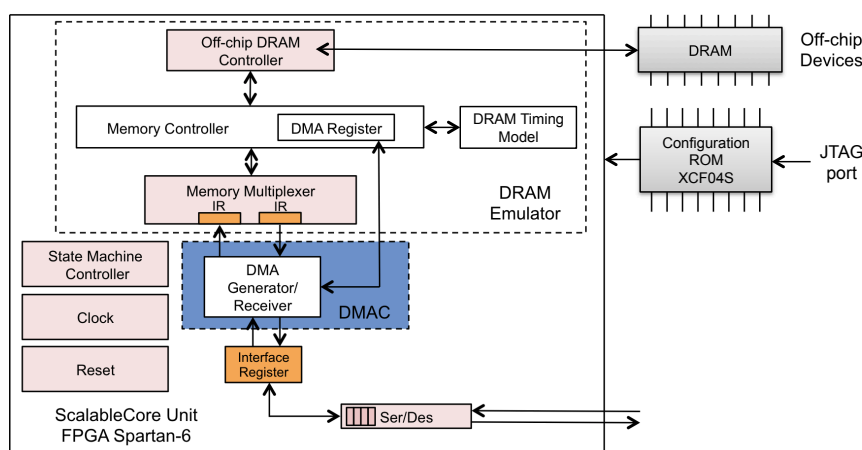 Off-chip DRAM
Controller
DRAM
Off-chip
Devices
Memory Controller
DMA Register
DRAM Timing
Model
Configuration
ROM
XCF04S
JTAG
port
Memory Multiplexer
IR
IR
DRAM
Emulator
State Machine
Controller
DMA
Generator/
Receiver
DMAC
Clock
Reset
Interface
Register
Ser/Des
ScalableCore Unit
FPGA Spartan-6